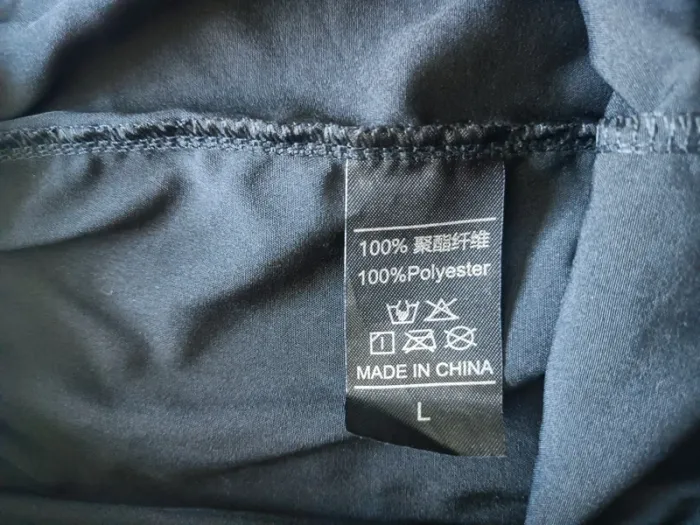 100% 聚酯纤维
100%Polyester
MADE IN CHINA
L